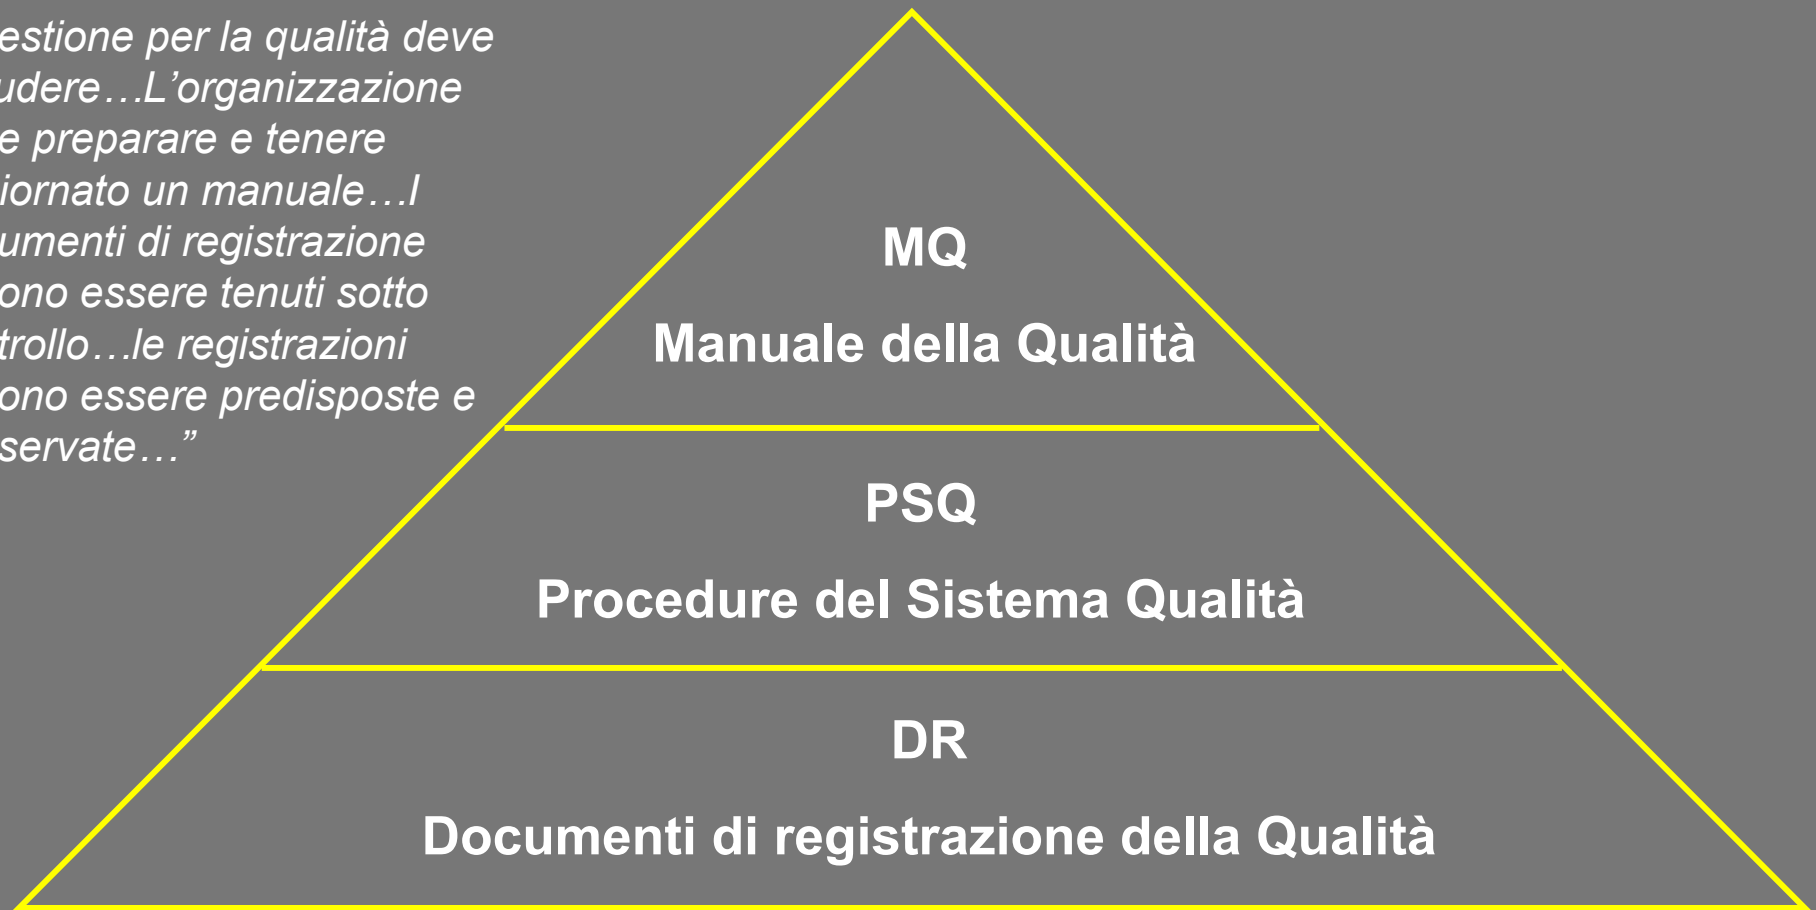 estione per la qualità deve
udere…L’organizzazione
e preparare e tenere
iornato un manuale…I
umenti di registrazione
ono essere tenuti sotto
trollo…le registrazioni
ono essere predisposte e
servate…”
MQ
Manuale della Qualità
PSQ
Procedure del Sistema Qualità
DR
Documenti di registrazione della Qualità